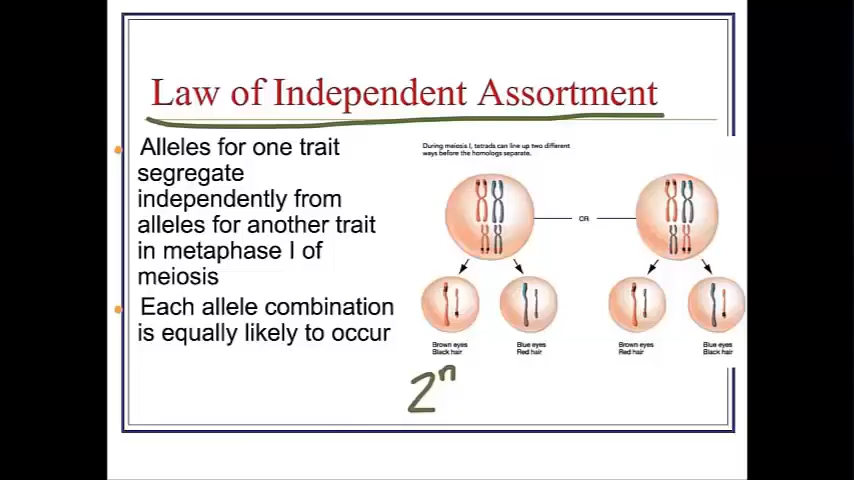 Law of Independent Assortment
Alleles for one trait
segregate
independently from
alleles for another trait
in metaphase I of
meiosis
Each allele combination
is equally likely to occur
During meiosis I, tetrads can line up two different
ways before the homologs separate.
OR
Brown eyes
Black hair
Blue eyes
Red hair
Brown eyes
Red hair
Blue eyes
Black hair
2ⁿ